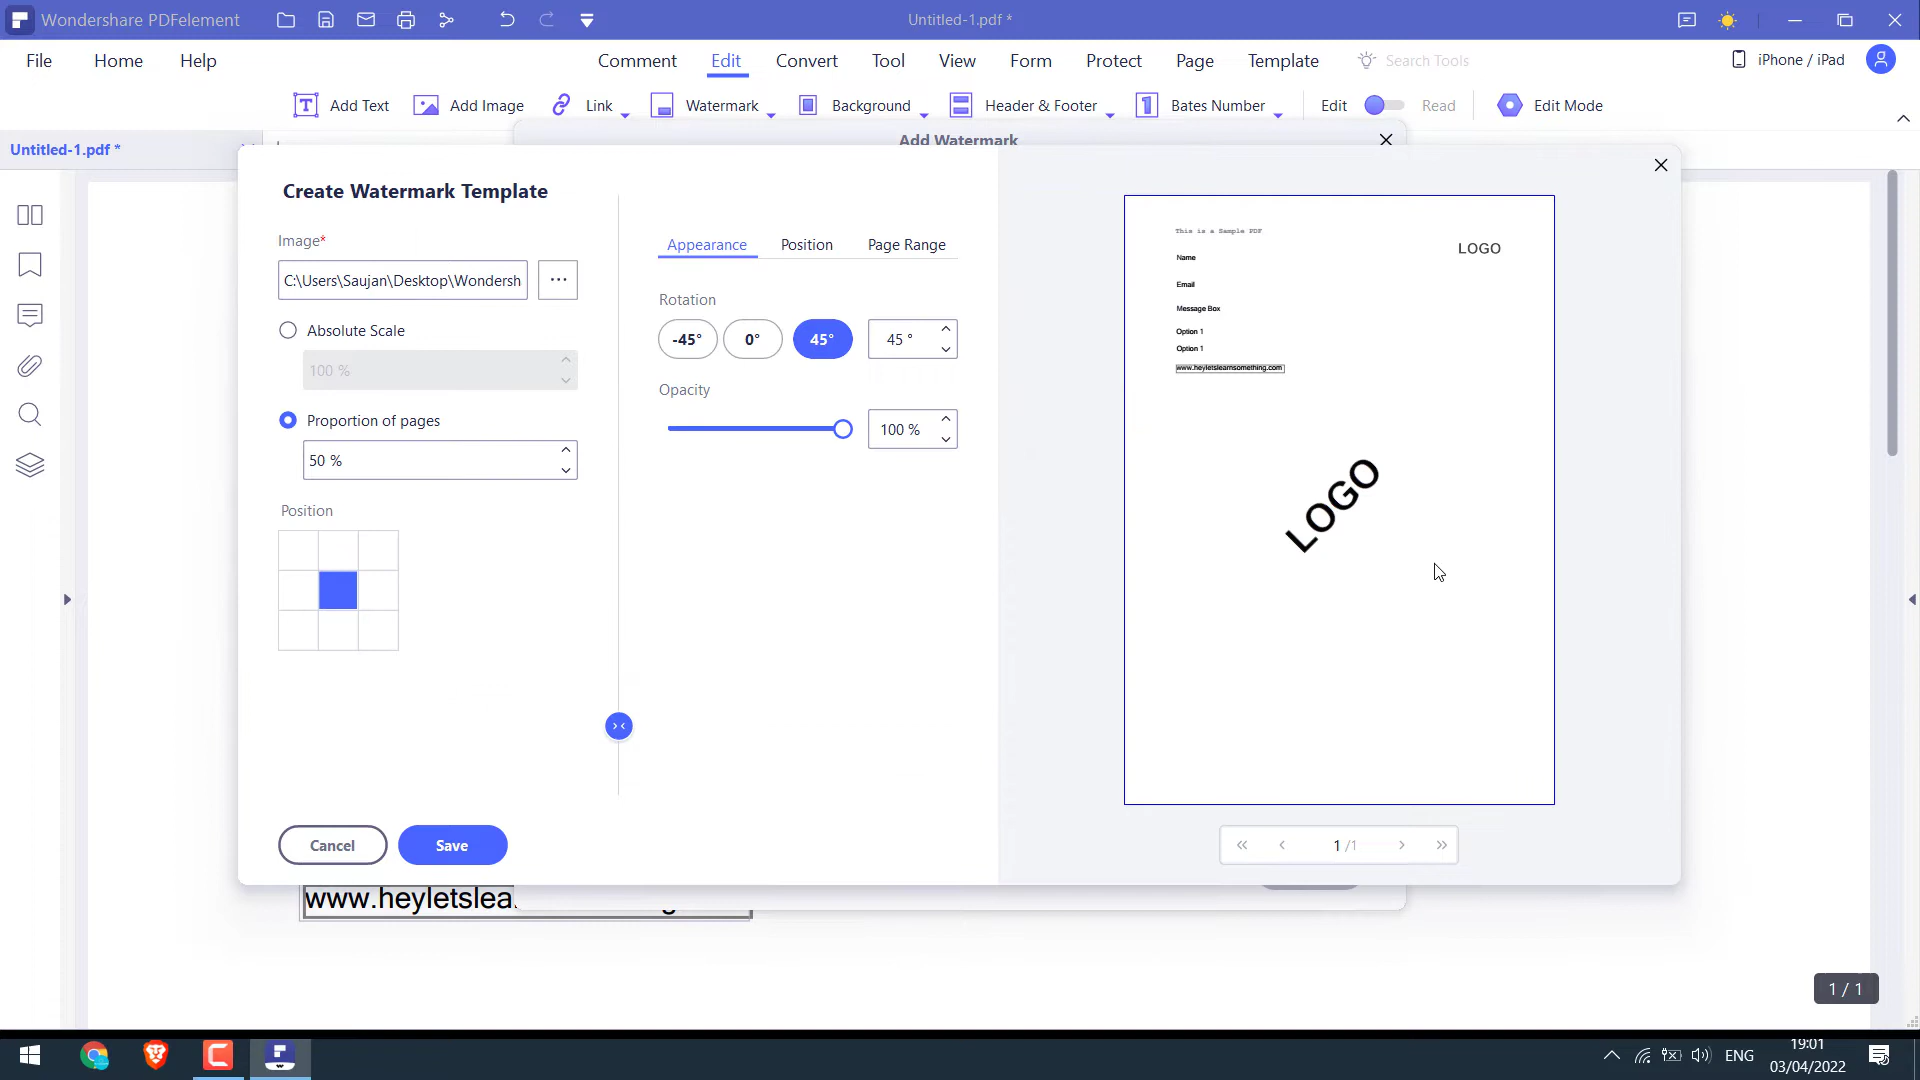 Wondershare PDFelement
Untitled-1.pdf *
File Home Help
Comment Edit Convert Tool View Form Protect Page Template Search Tools
iPhone / iPad
Add Text Add Image Link Watermark Background Header & Footer Bates Number Edit Read Edit Mode
Add Watermark
Untitled-1.pdf *
Create Watermark Template
Image*
C:\Users\Saujan\Desktop\Wondersh ...
Absolute Scale
100 %
Proportion of pages
50 %
Position
Appearance Position Page Range
Rotation
-45° 0° 45° 45 °
Opacity
100 %
Cancel Save
This is a Sample PDF
LOGO
Name
Email
Message Box
Option 1
Option 1
www.heyletslearnsomething.com
LOGO
1 /1
www.heyletslea
1 / 1
ENG
19:01
03/04/2022